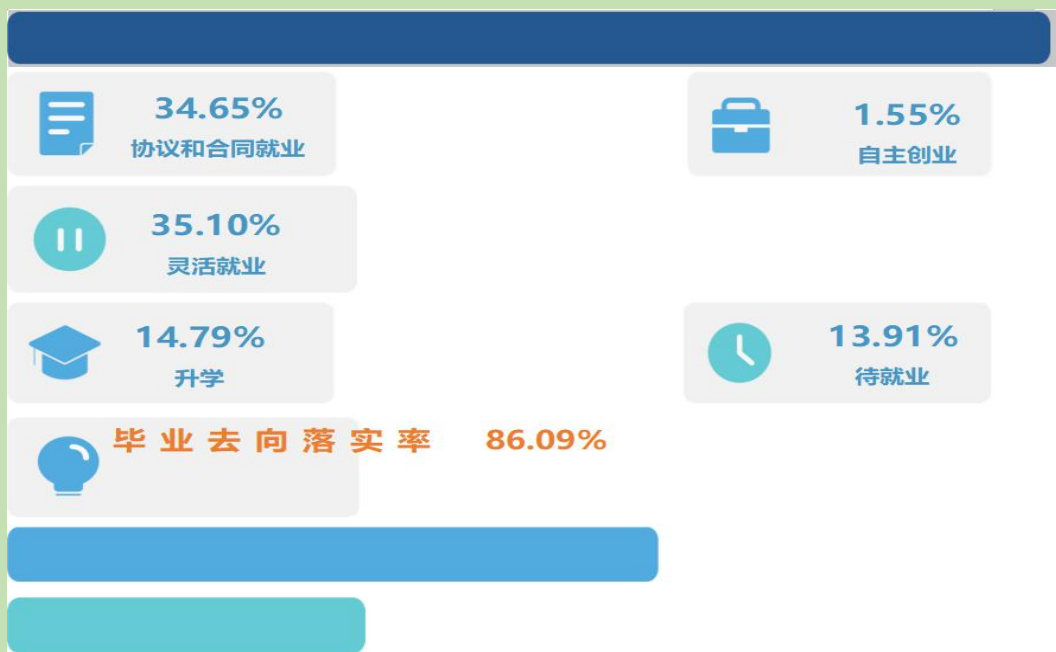 34.65%
协议和合同就业
1.55%
自主创业
35.10%
灵活就业
14.79%
升学
13.91%
待就业
毕业去向落实率 86.09%